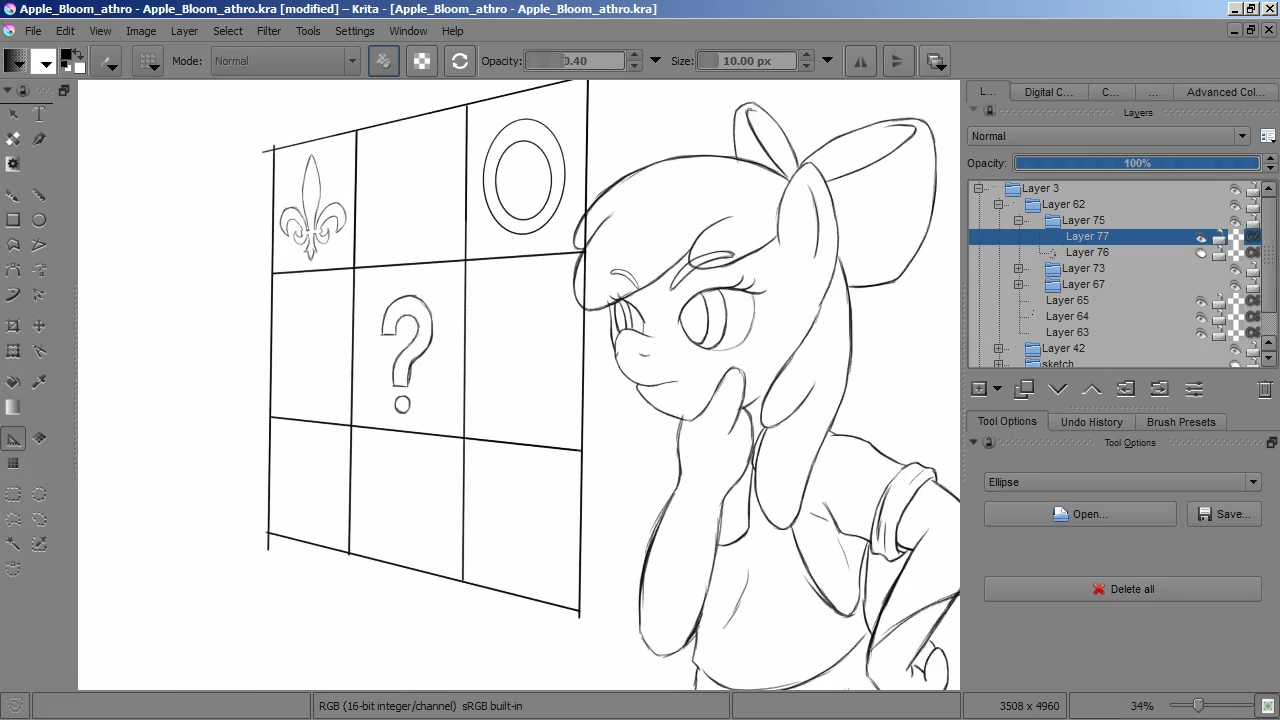 Apple_Bloom_athro - Apple_Bloom_athro.kra [modified] - Krita - [Apple_Bloom_athro - Apple_Bloom_athro.kra]
File Edit View Image Layer Select Filter Tools Settings Window Help
Mode: Normal Opacity: 0.40 Size: 10.00 px
L... Digital C... C... ... Advanced Col...
Layers
Normal
Opacity: 100%
Layer 3
Layer 62
Layer 75
Layer 77
Layer 76
Layer 73
Layer 67
Layer 65
Layer 64
Layer 63
Layer 42
sketch
Tool Options Undo History Brush Presets
Tool Options
Ellipse
Open... Save...
Delete all
?
RGB (16-bit integer/channel) sRGB built-in 3508 x 4960 34%